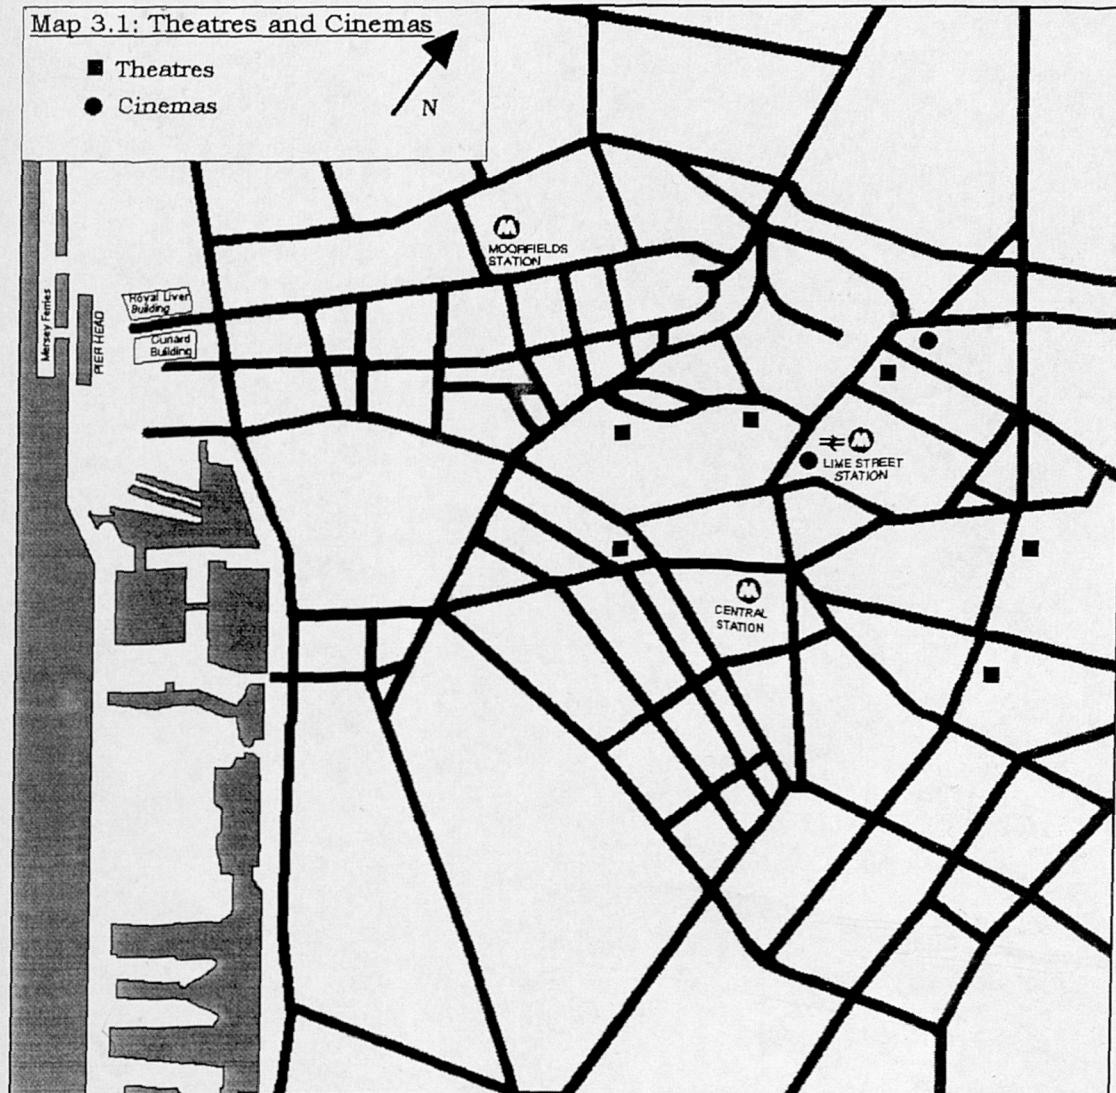 Map 3.1: Theatres and Cinemas
Theatres
Cinemas
N
M
MOORFIELDS
STATION
Royal Liver
Building
Cunard
Building
Mersey Ferries
PIER HEAD
M
LIME STREET
STATION
M
CENTRAL
STATION